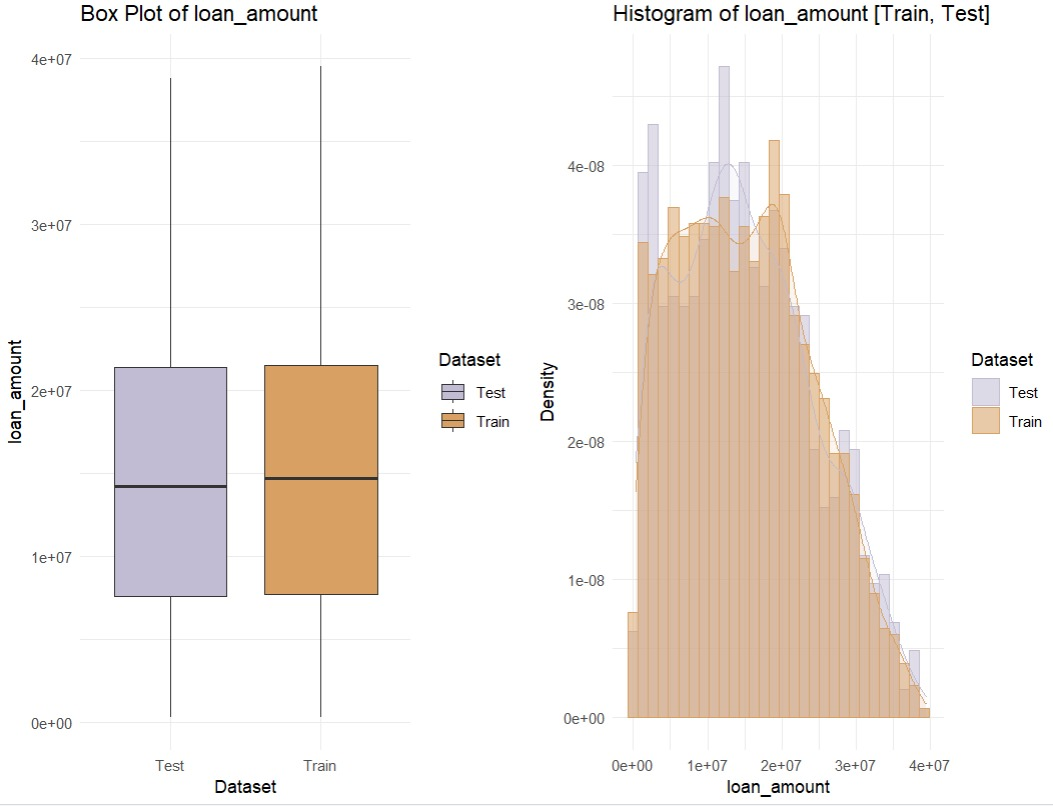 Box Plot of loan_amount
4e+07
3e+07
2e+07
1e+07
0e+00
loan_amount
Test
Train
Dataset
Dataset
Test
Train
Histogram of loan_amount [Train, Test]
4e-08
3e-08
2e-08
1e-08
0e+00
Density
0e+00 1e+07 2e+07 3e+07 4e+07
loan_amount
Dataset
Test
Train